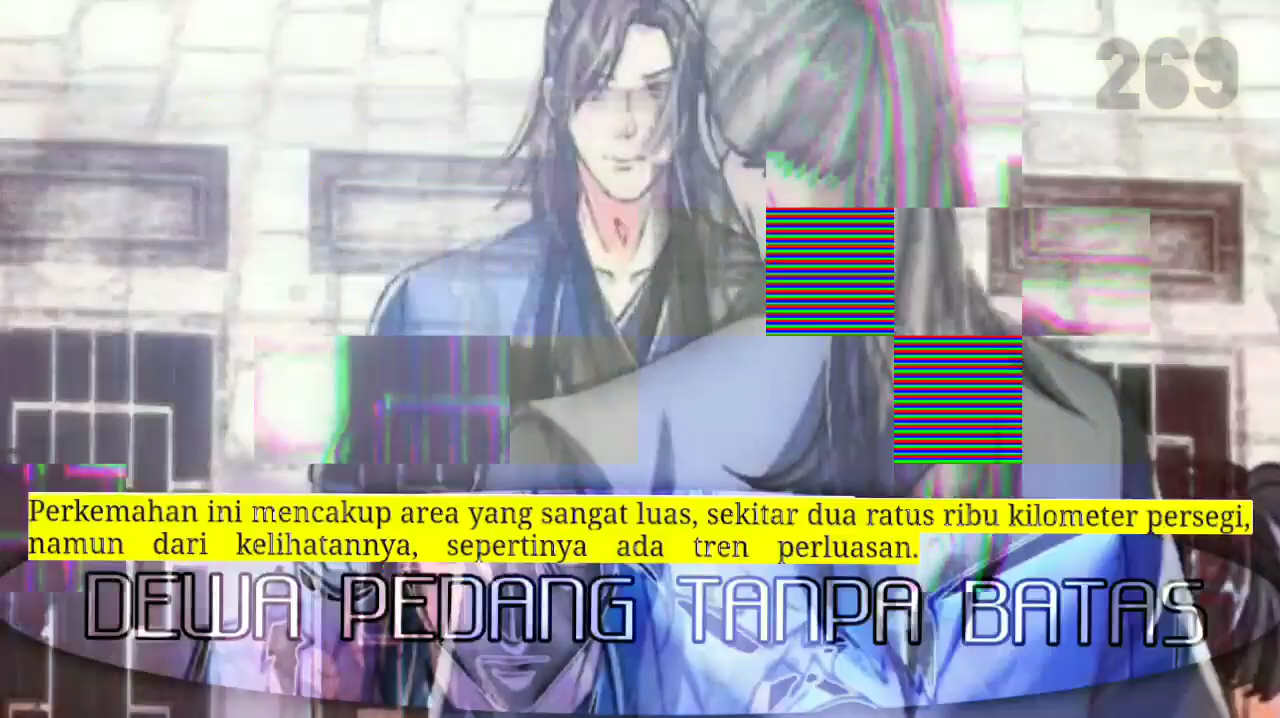 269
Perkemahan ini mencakup area yang sangat luas, sekitar dua ratus ribu kilometer persegi,
namun dari kelihatannya, sepertinya ada tren perluasan.
DEWA PEDANG TANPA BATAS